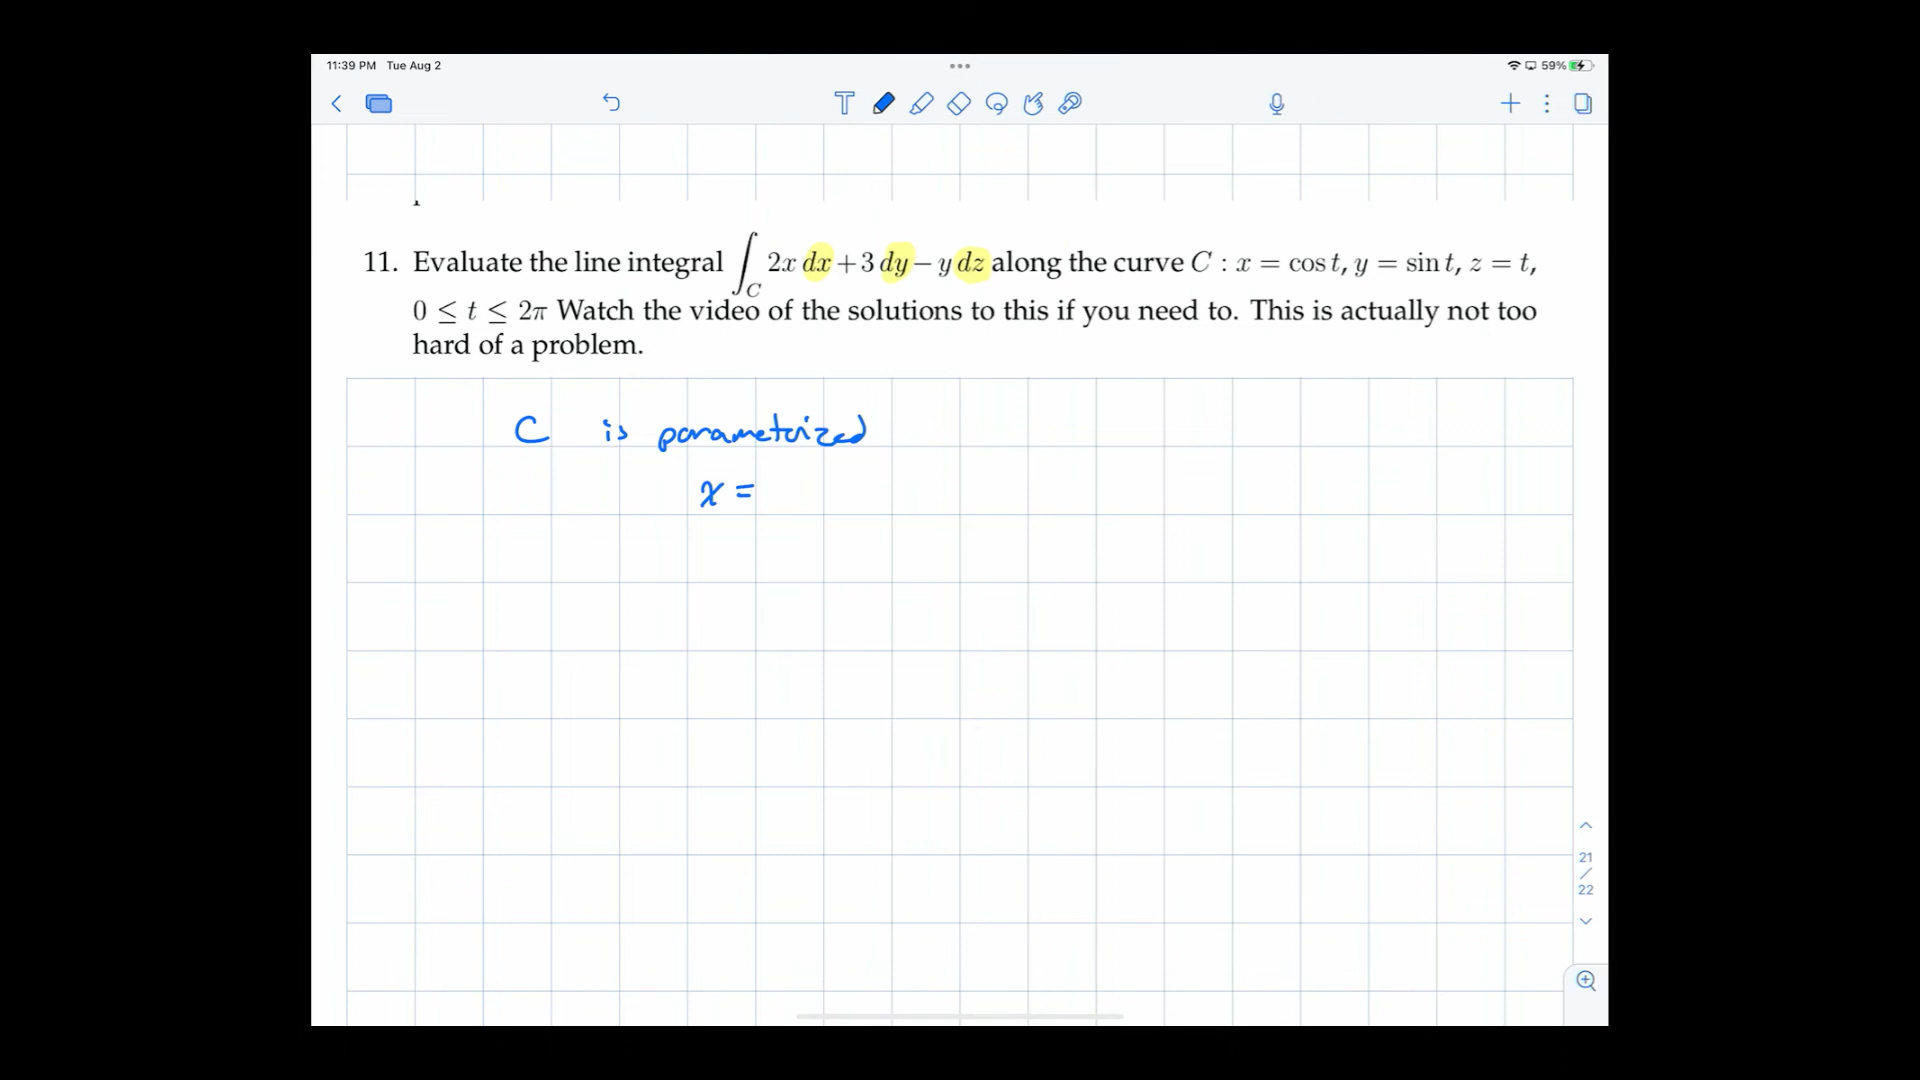 11:39 PM Tue Aug 2
59%
11. Evaluate the line integral ∫_C 2x dx + 3 dy − y dz along the curve C : x = cos t, y = sin t, z = t,
0 ≤ t ≤ 2π Watch the video of the solutions to this if you need to. This is actually not too
hard of a problem.
C is parametrized
x =
21
/
22